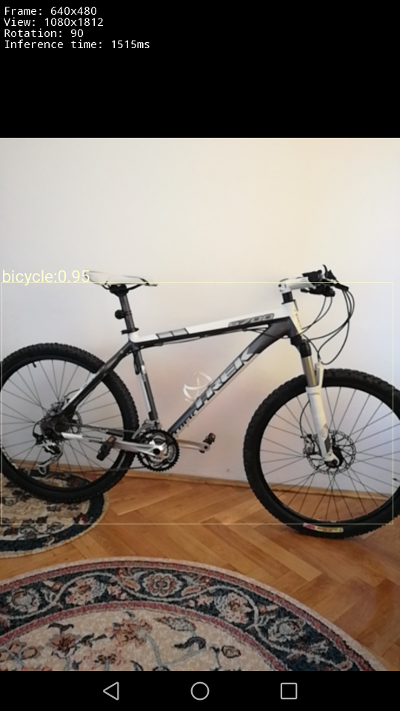 Frame: 640x480
View: 1080x1812
Rotation: 90
Inference time: 1515ms
bicycle:0.95
TREK